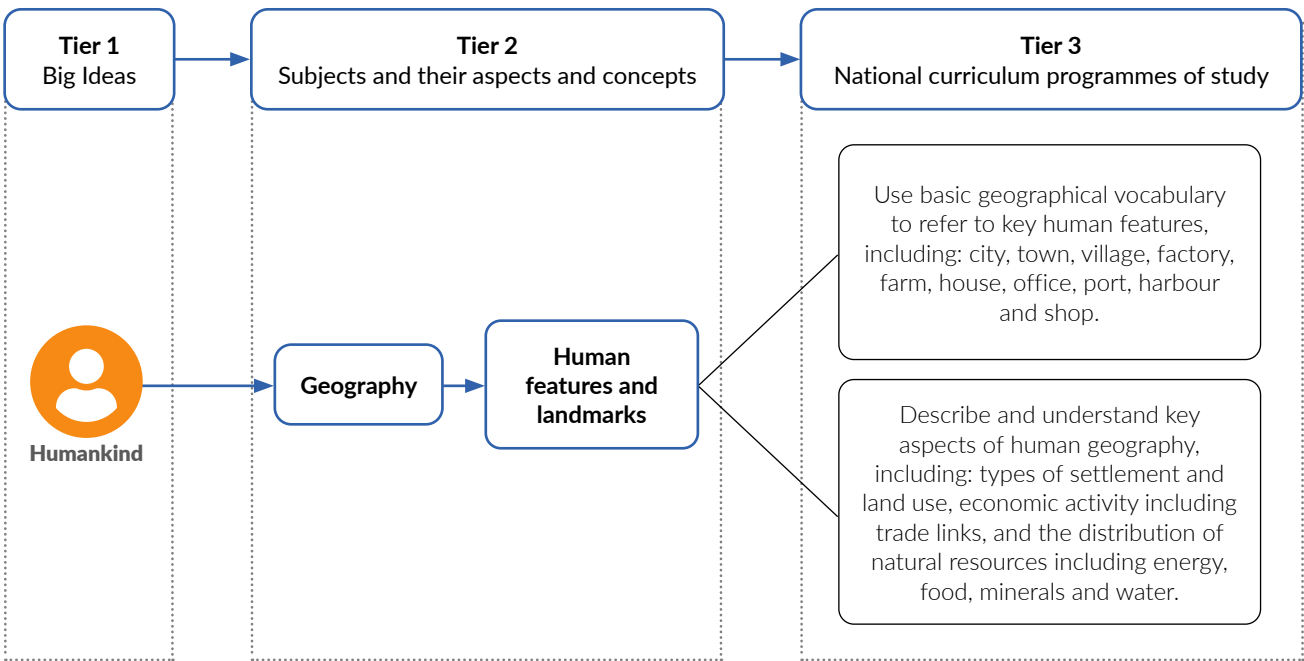 Tier 1
Big Ideas
Tier 2
Subjects and their aspects and concepts
Tier 3
National curriculum programmes of study
Humankind
Geography
Human
features and
landmarks
Use basic geographical vocabulary
to refer to key human features,
including: city, town, village, factory,
farm, house, office, port, harbour
and shop.
Describe and understand key
aspects of human geography,
including: types of settlement and
land use, economic activity including
trade links, and the distribution of
natural resources including energy,
food, minerals and water.